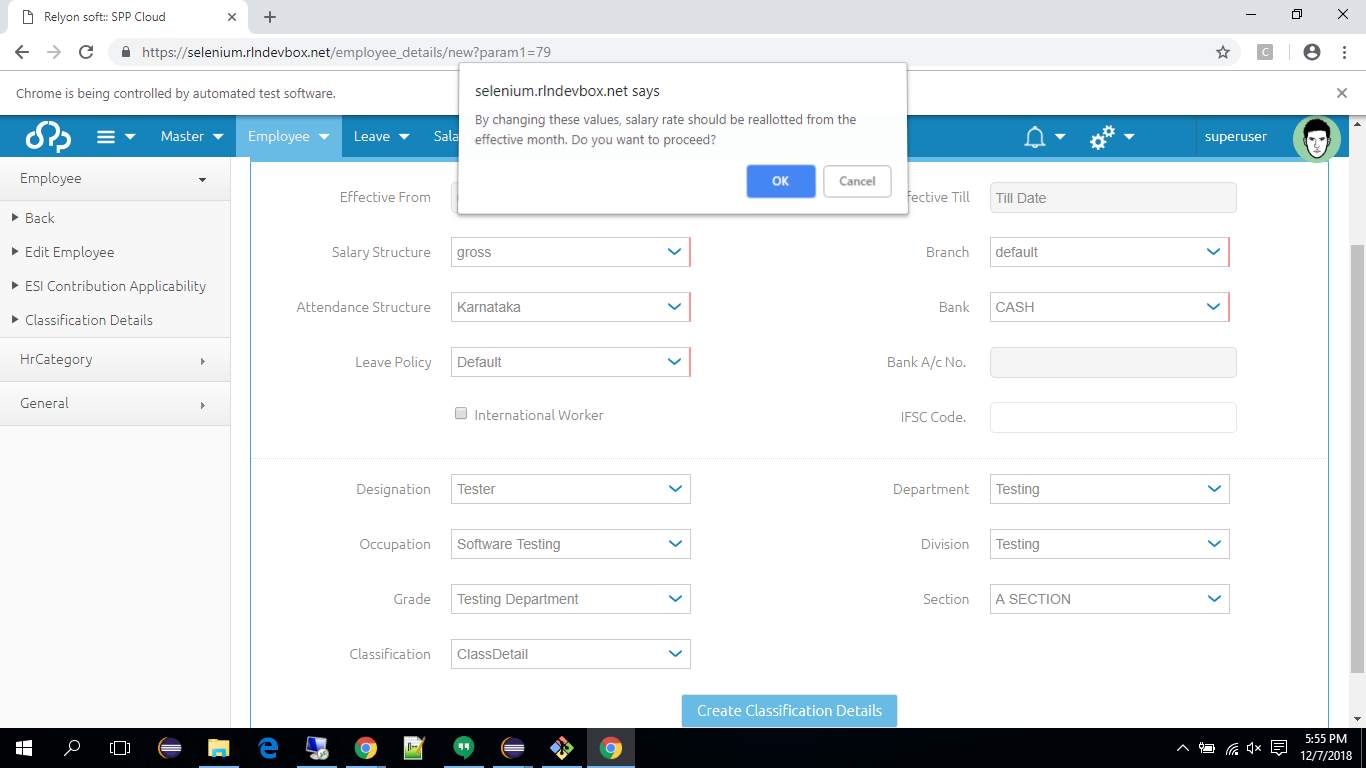 Relyon soft:: SPP Cloud
https://selenium.rlndevbox.net/employee_details/new?param1=79
C
Chrome is being controlled by automated test software.
selenium.rlndevbox.net says
By changing these values, salary rate should be reallotted from the
effective month. Do you want to proceed?
OK
Cancel
Master
Employee
Leave
Sala
superuser
Employee
Back
Edit Employee
ESI Contribution Applicability
Classification Details
HrCategory
General
Effective From
ffective Till
Till Date
Salary Structure
gross
Branch
default
Attendance Structure
Karnataka
Bank
CASH
Leave Policy
Default
Bank A/c No.
International Worker
IFSC Code.
Designation
Tester
Department
Testing
Occupation
Software Testing
Division
Testing
Grade
Testing Department
Section
A SECTION
Classification
ClassDetail
Create Classification Details
5:55 PM
12/7/2018